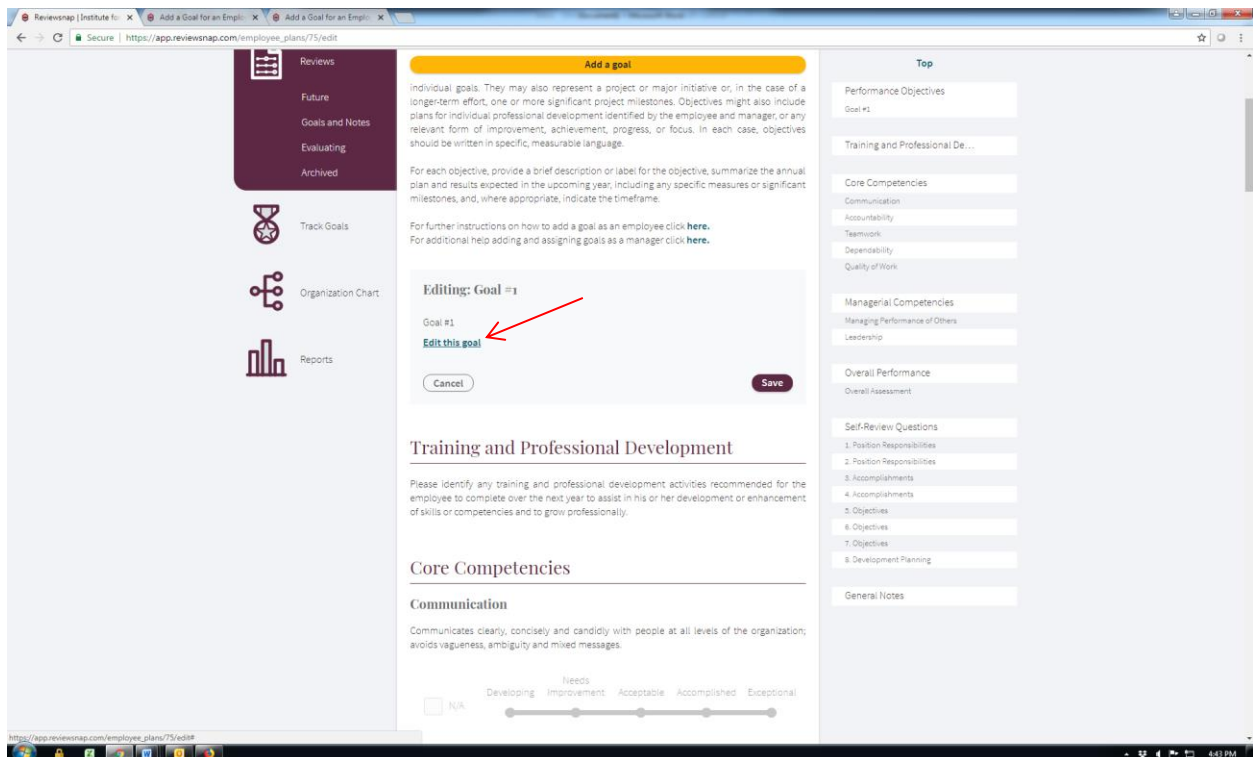 Reviewsnap | Institute fo
Add a Goal for an Emplo
Add a Goal for an Emplo
Secure | https://app.reviewsnap.com/employee_plans/75/edit
Reviews
Future
Goals and Notes
Evaluating
Archived
Track Goals
Organization Chart
Reports
Add a goal
individual goals. They may also represent a project or major initiative or, in the case of a
longer-term effort, one or more significant project milestones. Objectives might also include
plans for individual professional development identified by the employee and manager, or any
relevant form of improvement, achievement, progress, or focus. In each case, objectives
should be written in specific, measurable language.
For each objective, provide a brief description or label for the objective, summarize the annual
plan and results expected in the upcoming year, including any specific measures or significant
milestones, and, where appropriate, indicate the timeframe.
For further instructions on how to add a goal as an employee click here.
For additional help adding and assigning goals as a manager click here.
Editing: Goal #1
Goal #1
Edit this goal
Cancel
Save
Training and Professional Development
Please identify any training and professional development activities recommended for the
employee to complete over the next year to assist in his or her development or enhancement
of skills or competencies and to grow professionally.
Core Competencies
Communication
Communicates clearly, concisely and candidly with people at all levels of the organization;
avoids vagueness, ambiguity and mixed messages.
N/A
Developing
Needs
Improvement
Acceptable
Accomplished
Exceptional
Top
Performance Objectives
Goal #1
Training and Professional De...
Core Competencies
Communication
Accountability
Teamwork
Dependability
Quality of Work
Managerial Competencies
Managing Performance of Others
Leadership
Overall Performance
Overall Assessment
Self-Review Questions
1. Position Responsibilities
2. Position Responsibilities
3. Accomplishments
4. Accomplishments
5. Objectives
6. Objectives
7. Objectives
8. Development Planning
General Notes
https://app.reviewsnap.com/employee_plans/75/edit#
4:43 PM